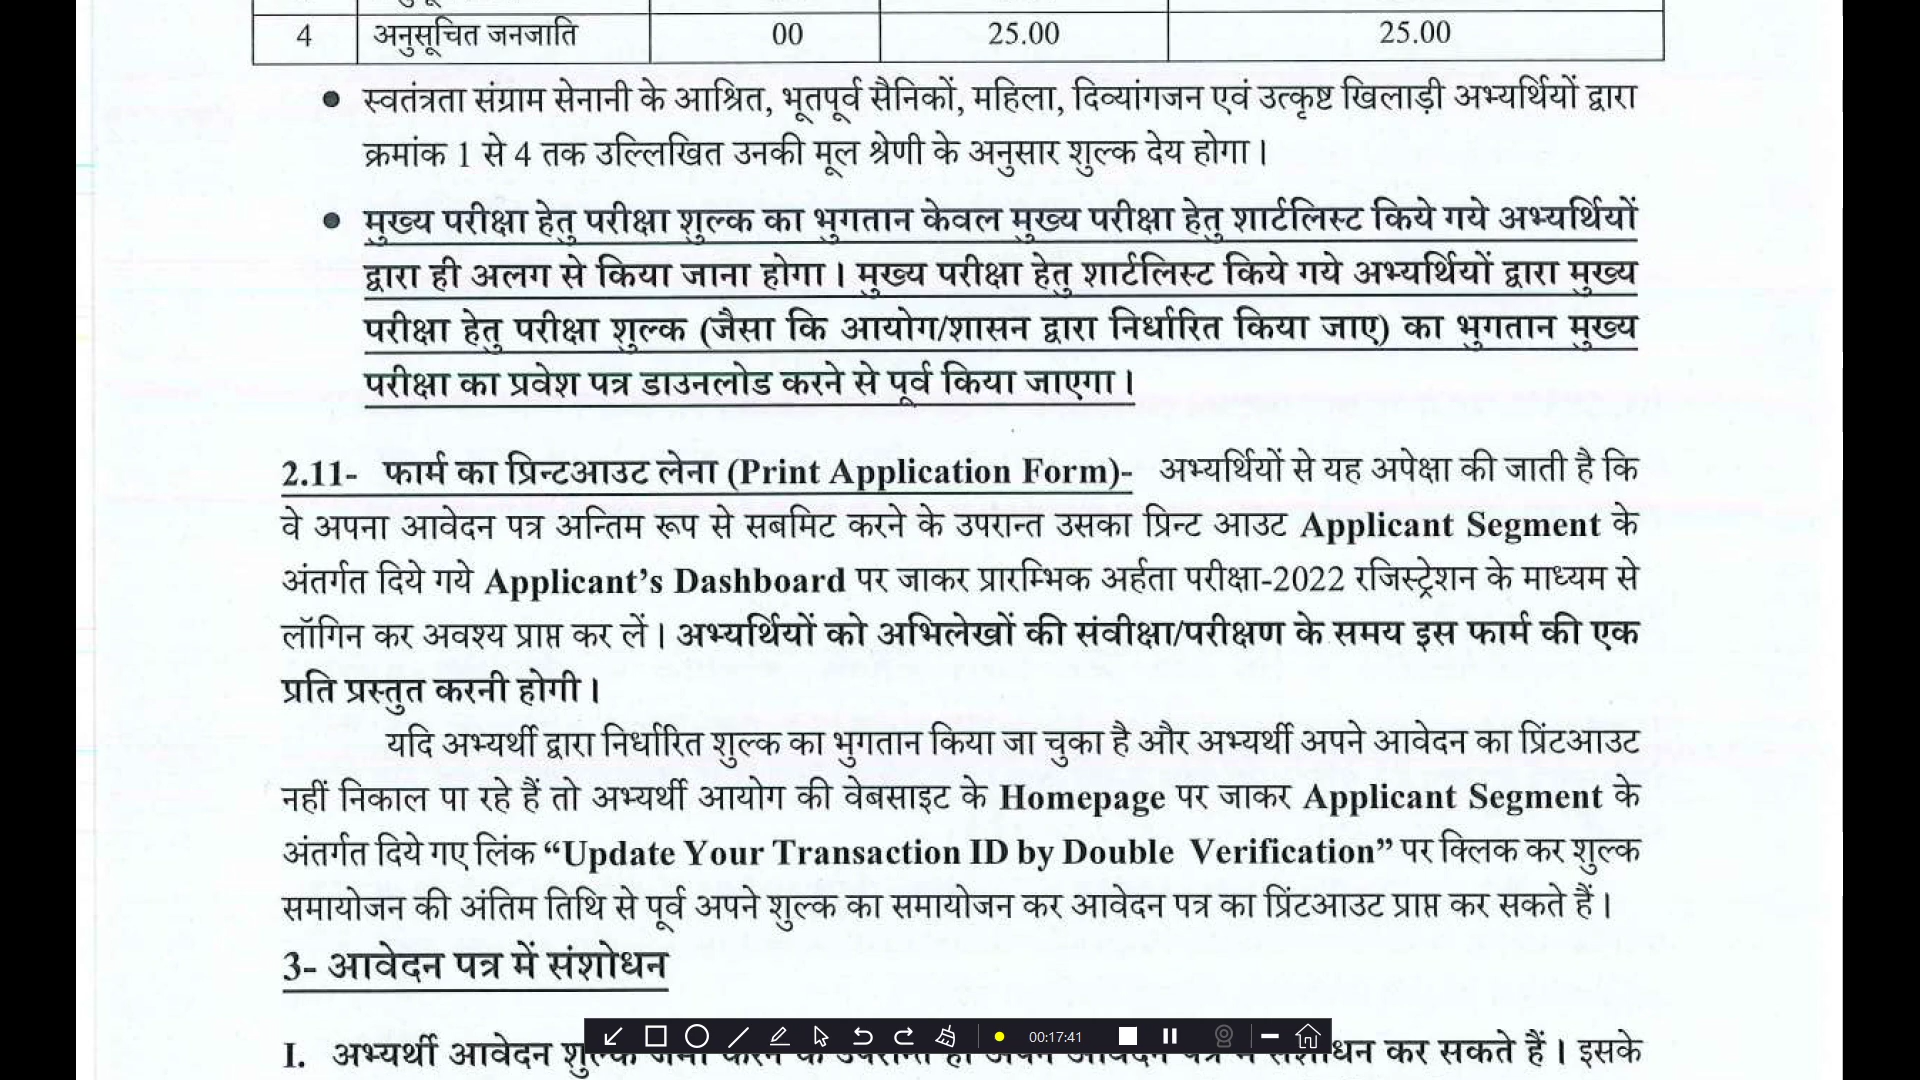 4 अनुसूचित जनजाति 00 25.00 25.00
● स्वतंत्रता संग्राम सेनानी के आश्रित, भूतपूर्व सैनिकों, महिला, दिव्यांगजन एवं उत्कृष्ट खिलाड़ी अभ्यर्थियों द्वारा
क्रमांक 1 से 4 तक उल्लिखित उनकी मूल श्रेणी के अनुसार शुल्क देय होगा।
● मुख्य परीक्षा हेतु परीक्षा शुल्क का भुगतान केवल मुख्य परीक्षा हेतु शार्टलिस्ट किये गये अभ्यर्थियों
द्वारा ही अलग से किया जाना होगा। मुख्य परीक्षा हेतु शार्टलिस्ट किये गये अभ्यर्थियों द्वारा मुख्य
परीक्षा हेतु परीक्षा शुल्क (जैसा कि आयोग/शासन द्वारा निर्धारित किया जाए) का भुगतान मुख्य
परीक्षा का प्रवेश पत्र डाउनलोड करने से पूर्व किया जाएगा।
2.11- फार्म का प्रिन्टआउट लेना (Print Application Form)- अभ्यर्थियों से यह अपेक्षा की जाती है कि
वे अपना आवेदन पत्र अन्तिम रूप से सबमिट करने के उपरान्त उसका प्रिन्ट आउट Applicant Segment के
अंतर्गत दिये गये Applicant’s Dashboard पर जाकर प्रारम्भिक अर्हता परीक्षा-2022 रजिस्ट्रेशन के माध्यम से
लॉगिन कर अवश्य प्राप्त कर लें। अभ्यर्थियों को अभिलेखों की संवीक्षा/परीक्षण के समय इस फार्म की एक
प्रति प्रस्तुत करनी होगी।
यदि अभ्यर्थी द्वारा निर्धारित शुल्क का भुगतान किया जा चुका है और अभ्यर्थी अपने आवेदन का प्रिंटआउट
नहीं निकाल पा रहे हैं तो अभ्यर्थी आयोग की वेबसाइट के Homepage पर जाकर Applicant Segment के
अंतर्गत दिये गए लिंक “Update Your Transaction ID by Double Verification” पर क्लिक कर शुल्क
समायोजन की अंतिम तिथि से पूर्व अपने शुल्क का समायोजन कर आवेदन पत्र का प्रिंटआउट प्राप्त कर सकते हैं।
3- आवेदन पत्र में संशोधन
00:17:41
I. अभ्यर्थी आवेदन शुल्क कर सकते हैं। इसके